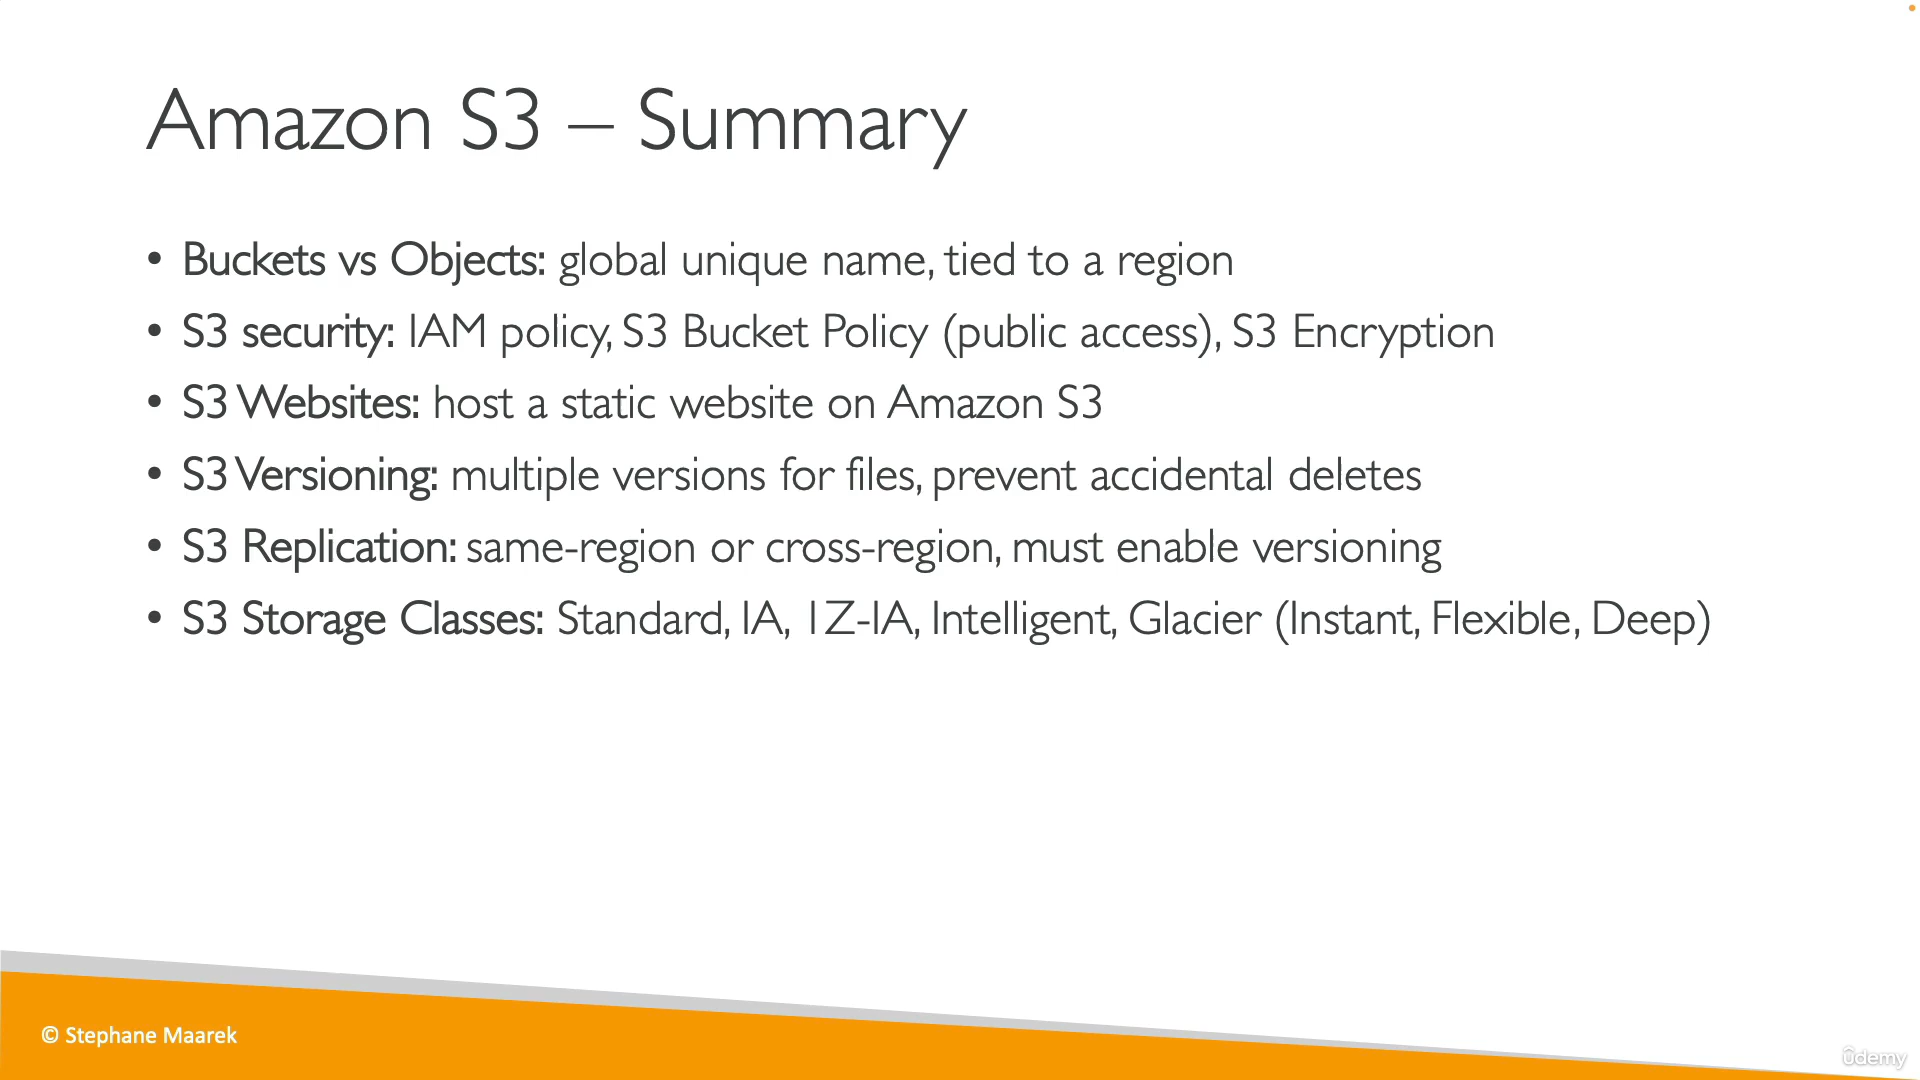 Amazon S3 – Summary
• Buckets vs Objects: global unique name, tied to a region
• S3 security: IAM policy, S3 Bucket Policy (public access), S3 Encryption
• S3 Websites: host a static website on Amazon S3
• S3 Versioning: multiple versions for files, prevent accidental deletes
• S3 Replication: same-region or cross-region, must enable versioning
• S3 Storage Classes: Standard, IA, 1Z-IA, Intelligent, Glacier (Instant, Flexible, Deep)
© Stephane Maarek
ûdemy